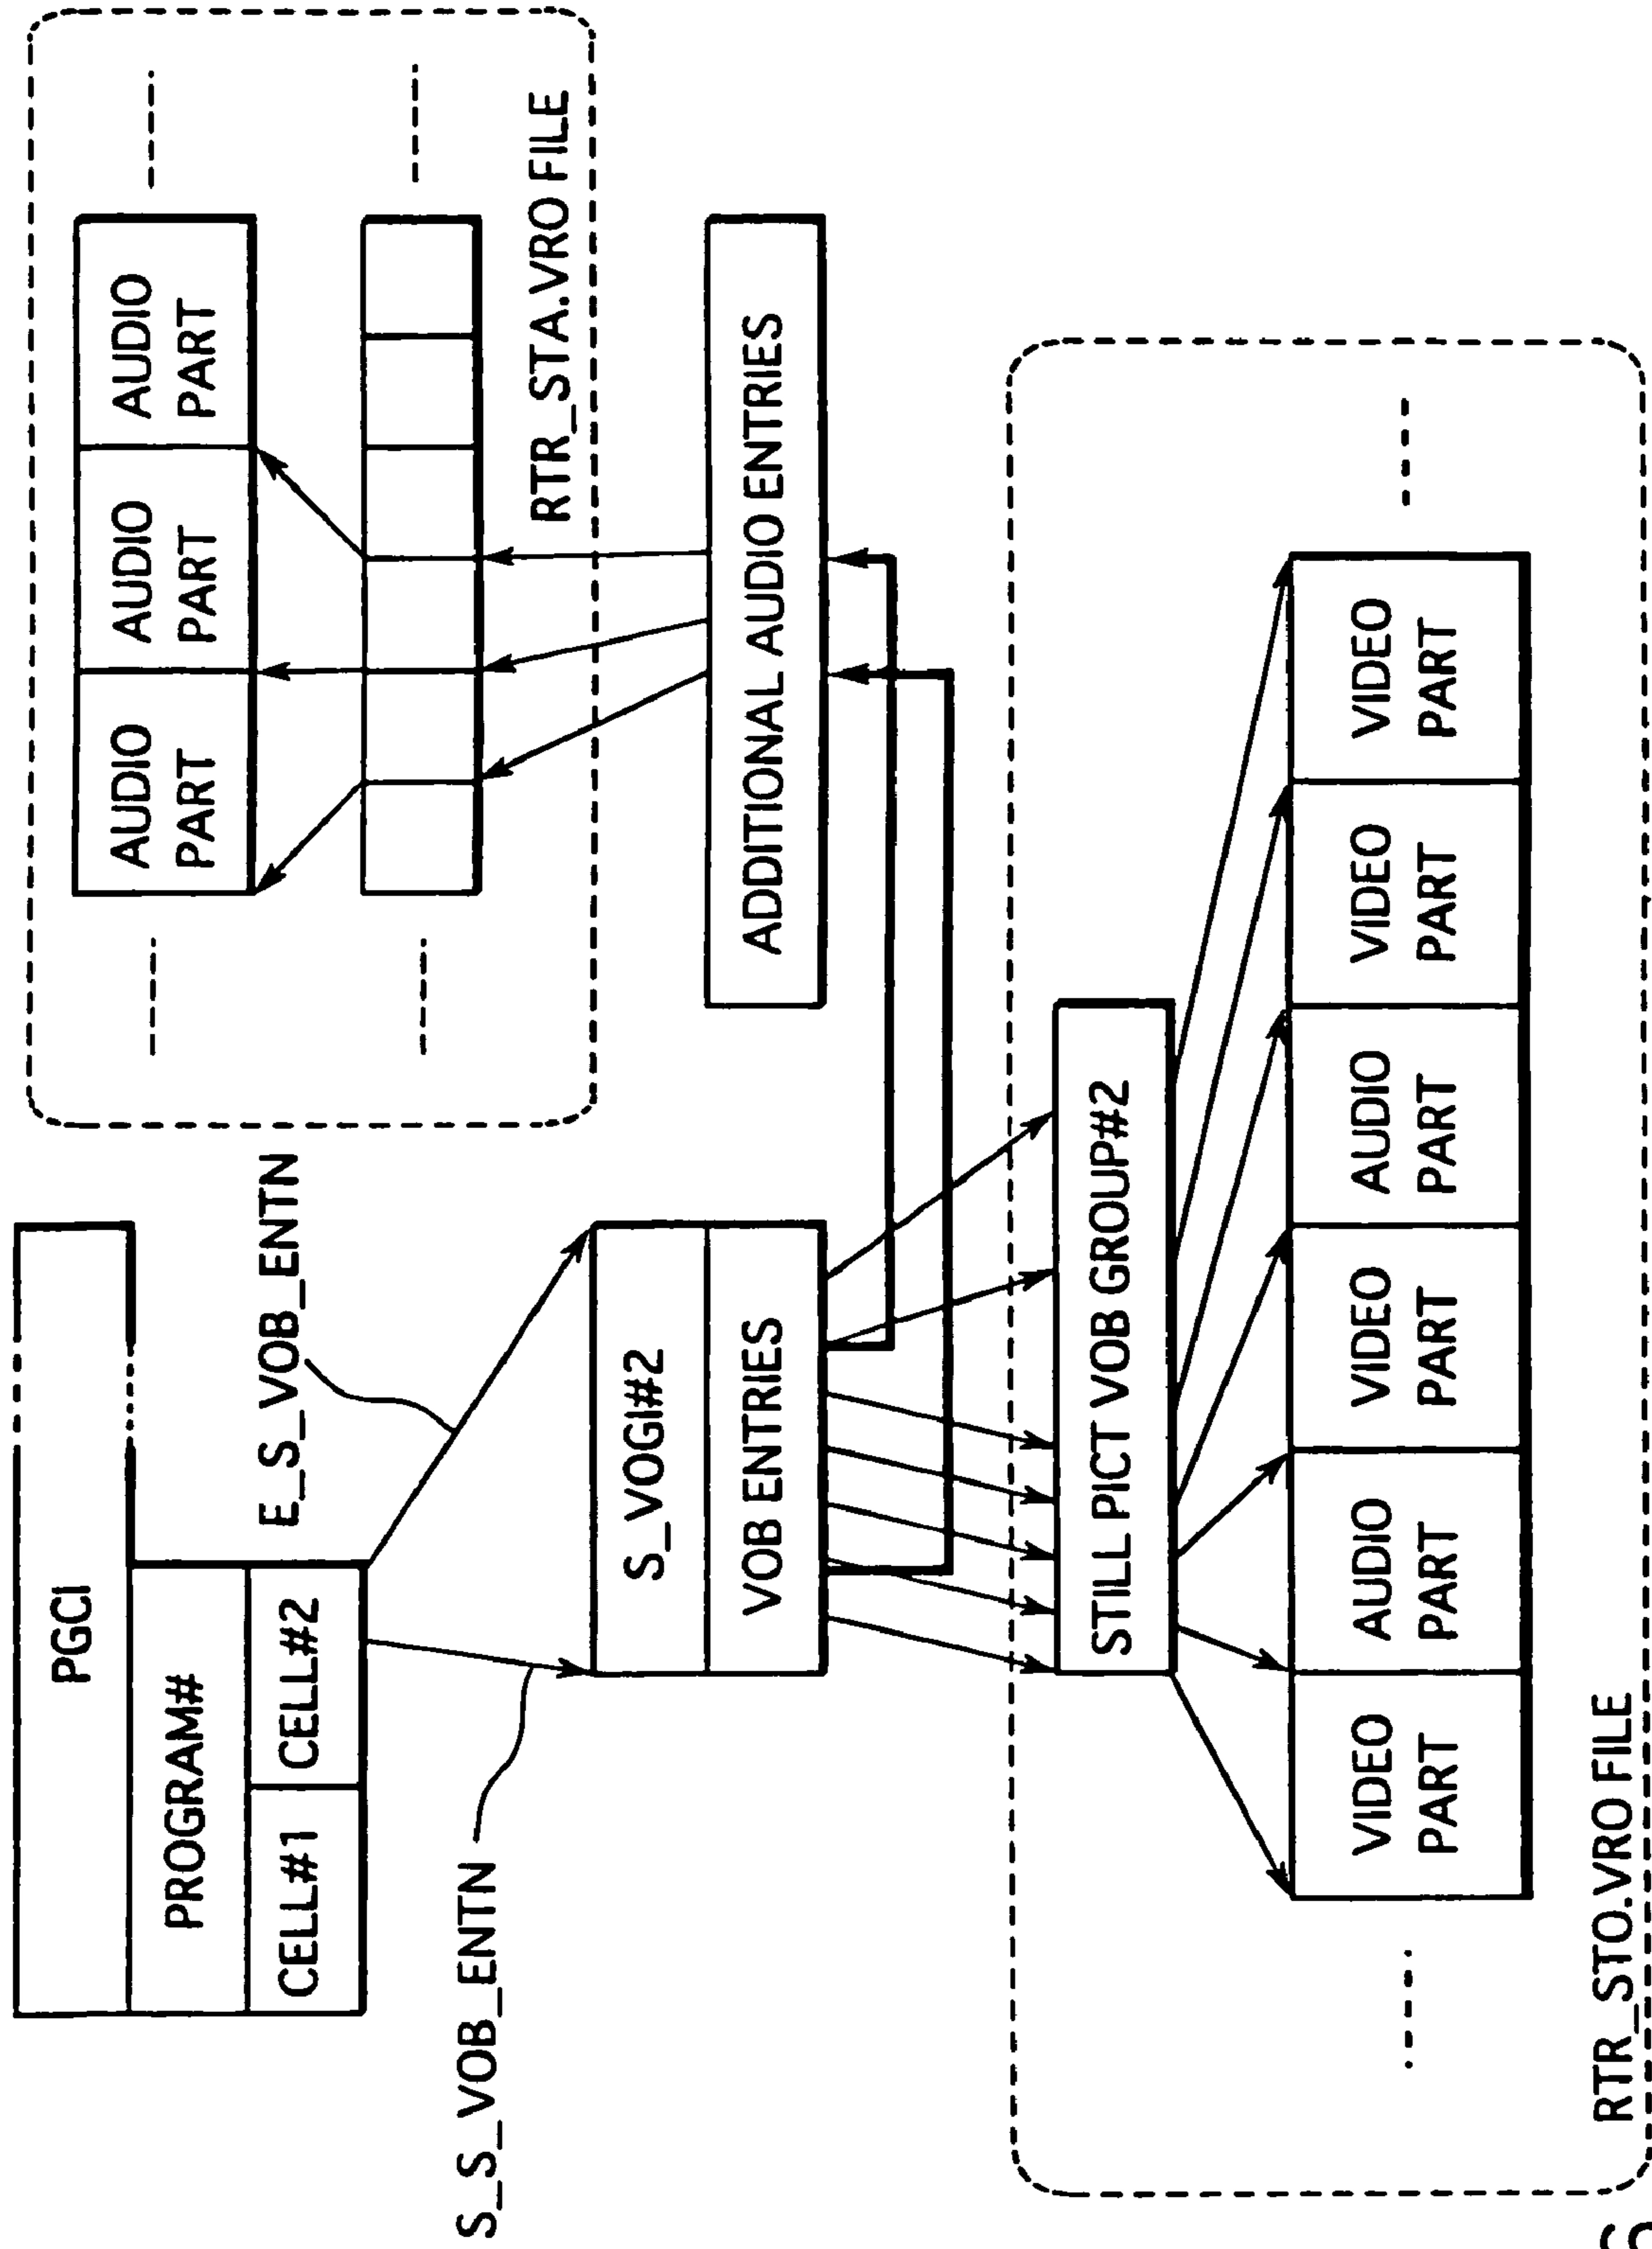 PGCI
PROGRAM#
CELL#1 CELL#2
E_S_VOB_ENTN
S_S_VOB_ENTN
AUDIO PART
AUDIO PART
AUDIO PART
RTR_STA.VRO FILE
S_VOGI#2
VOB ENTRIES
ADDITIONAL AUDIO ENTRIES
STILL PICT VOB GROUP#2
VIDEO PART
AUDIO PART
VIDEO PART
AUDIO PART
VIDEO PART
VIDEO PART
RTR_STO.VRO FILE